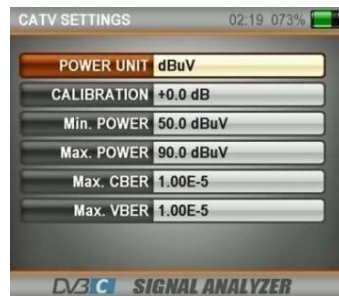 CATV SETTINGS 02:19 073%
POWER UNIT dBuV
CALIBRATION +0.0 dB
Min. POWER 50.0 dBuV
Max. POWER 90.0 dBuV
Max. CBER 1.00E-5
Max. VBER 1.00E-5
DVB C SIGNAL ANALYZER